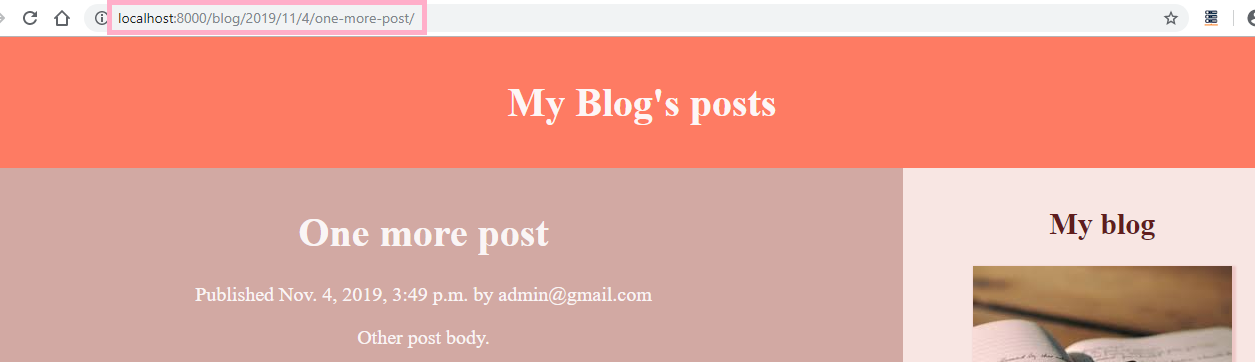 localhost:8000/blog/2019/11/4/one-more-post/
My Blog's posts
One more post
Published Nov. 4, 2019, 3:49 p.m. by admin@gmail.com
Other post body.
My blog